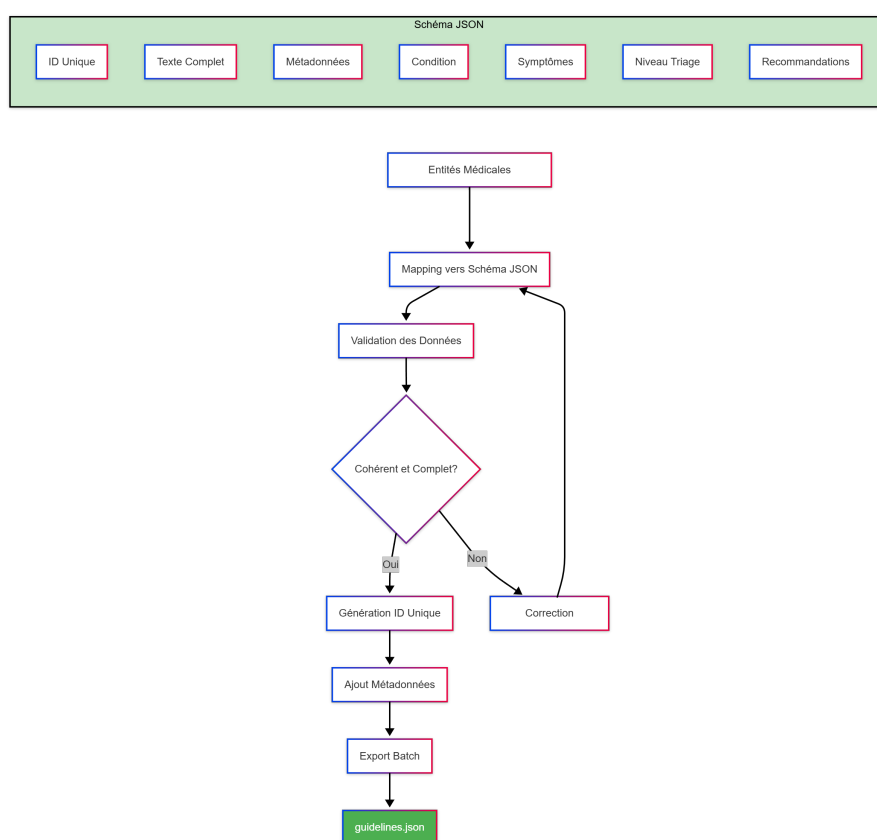 Schéma JSON
ID Unique
Texte Complet
Métadonnées
Condition
Symptômes
Niveau Triage
Recommandations
Entités Médicales
Mapping vers Schéma JSON
Validation des Données
Cohérent et Complet?
Oui
Non
Génération ID Unique
Correction
Ajout Métadonnées
Export Batch
guidelines.json